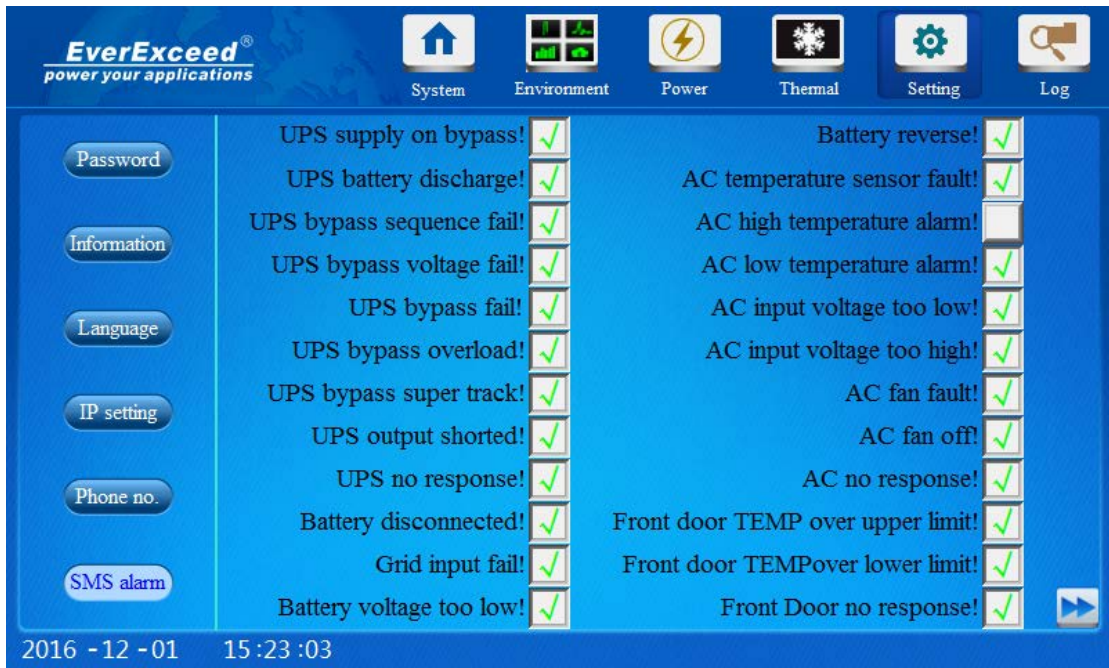 EverExceed®
power your applications
System
Environment
Power
Thermal
Setting
Log
Password
Information
Language
IP setting
Phone no.
SMS alarm
UPS supply on bypass!
UPS battery discharge!
UPS bypass sequence fail!
UPS bypass voltage fail!
UPS bypass fail!
UPS bypass overload!
UPS bypass super track!
UPS output shorted!
UPS no response!
Battery disconnected!
Grid input fail!
Battery voltage too low!
Battery reverse!
AC temperature sensor fault!
AC high temperature alarm!
AC low temperature alarm!
AC input voltage too low!
AC input voltage too high!
AC fan fault!
AC fan off!
AC no response!
Front door TEMP over upper limit!
Front door TEMPover lower limit!
Front Door no response!
2016 -12 -01 15:23:03